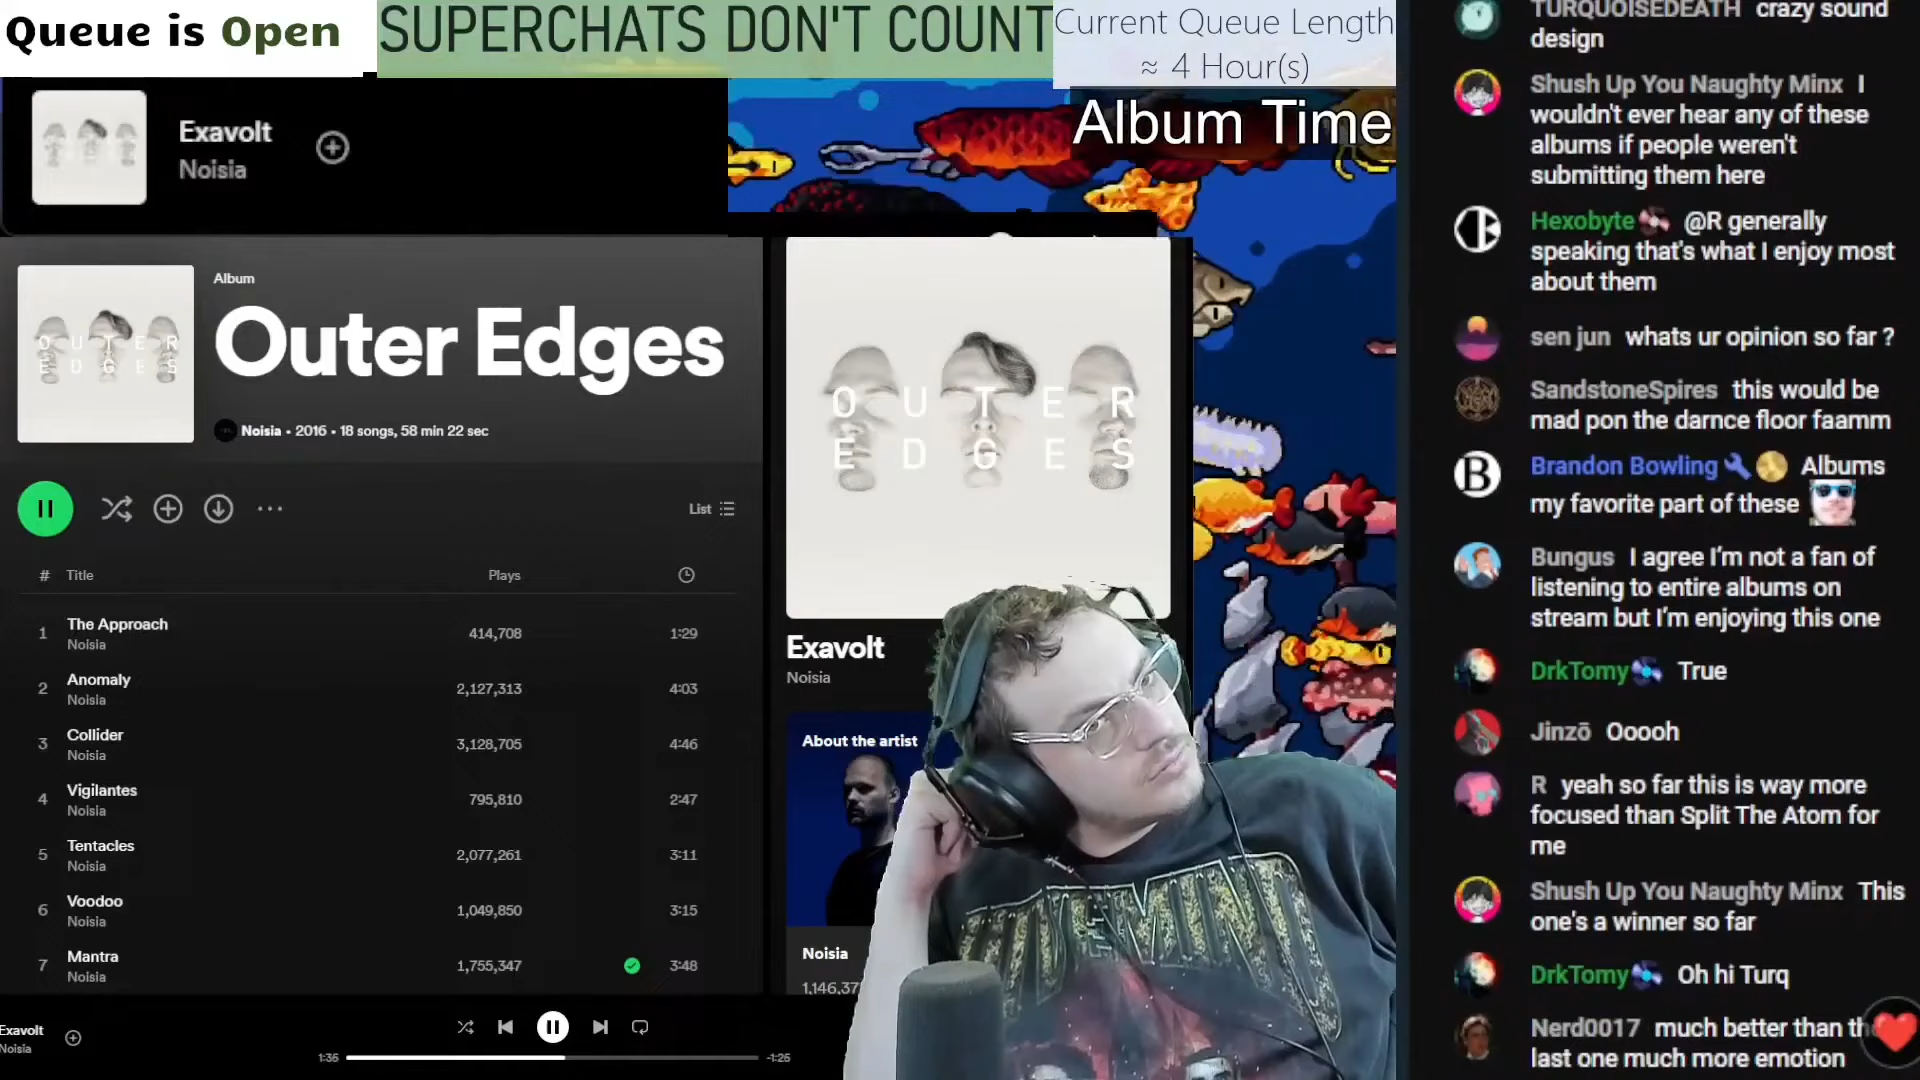 Queue is Open
SUPERCHATS DON'T COUNT
Current Queue Length
≈ 4 Hour(s)
Album Time
Exavolt
Noisia
Album
Outer Edges
Noisia • 2016 • 18 songs, 58 min 22 sec
List
# Title Plays
1 The Approach 414,708 1:29
Noisia
2 Anomaly 2,127,313 4:03
Noisia
3 Collider 3,128,705 4:46
Noisia
4 Vigilantes 795,810 2:47
Noisia
5 Tentacles 2,077,261 3:11
Noisia
6 Voodoo 1,049,850 3:15
Noisia
7 Mantra 1,755,347 3:48
Noisia
OUTER
EDGES
OUTER
EDGES
Exavolt
Noisia
About the artist
Noisia
1,146,37
Exavolt
Noisia
1:35 -1:25
TURQUOISEDEATH crazy sound
design
Shush Up You Naughty Minx I
wouldn't ever hear any of these
albums if people weren't
submitting them here
Hexobyte @R generally
speaking that's what I enjoy most
about them
sen jun whats ur opinion so far ?
SandstoneSpires this would be
mad pon the darnce floor faamm
B
Brandon Bowling Albums
my favorite part of these
Bungus I agree I'm not a fan of
listening to entire albums on
stream but I'm enjoying this one
DrkTomy True
Jinzō Ooooh
R yeah so far this is way more
focused than Split The Atom for
me
Shush Up You Naughty Minx This
one's a winner so far
DrkTomy Oh hi Turq
Nerd0017 much better than th
last one much more emotion